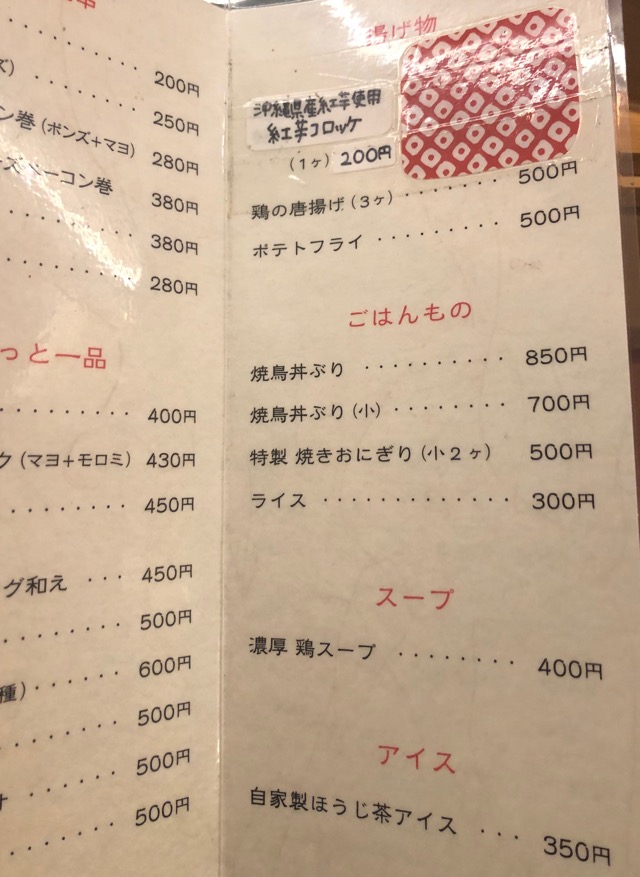 200円
250円
巻(ポンズ+マヨ) 280円
ベーコン巻 380円
380円
280円
っと一品
400円
ク(マヨ+モロミ) 430円
450円
グ和え ・・・ 450円
500円
種)・・・・・・ 600円
500円
500円
500円
揚げ物
沖縄県産紅芋使用
紅芋コロッケ
(1ヶ) 200円
鶏の唐揚げ(3ヶ)・・・・・・・・ 500円
ポテトフライ ・・・・・・・・・ 500円
ごはんもの
焼鳥丼ぶり ・・・・・・・・・・ 850円
焼鳥丼ぶり(小)・・・・・・・・ 700円
特製 焼きおにぎり(小2ヶ) 500円
ライス ・・・・・・・・・・・・・ 300円
スープ
濃厚 鶏スープ ・・・・・・・・ 400円
アイス
自家製ほうじ茶アイス ・・・ 350円